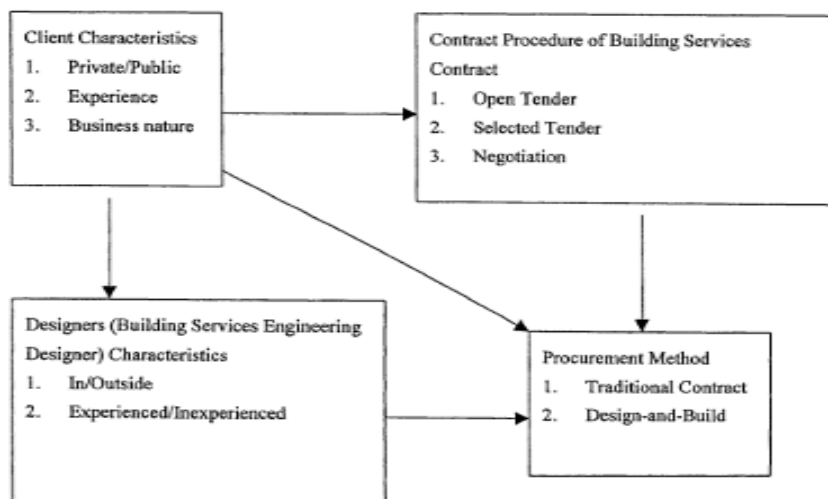 Client Characteristics
1. Private/Public
2. Experience
3. Business nature
Contract Procedure of Building Services
Contract
1. Open Tender
2. Selected Tender
3. Negotiation
Designers (Building Services Engineering
Designer) Characteristics
1. In/Outside
2. Experienced/Inexperienced
Procurement Method
1. Traditional Contract
2. Design-and-Build